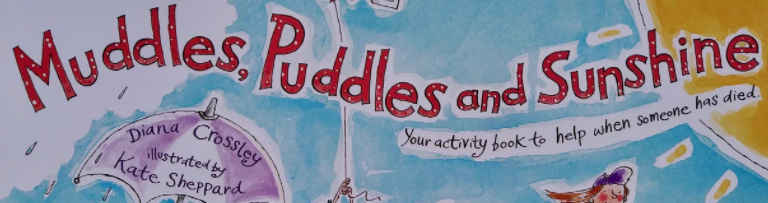 Muddles, Puddles and Sunshine
Your activity book to help when someone has died.
Diana Crossley
illustrated by
Kate Sheppard